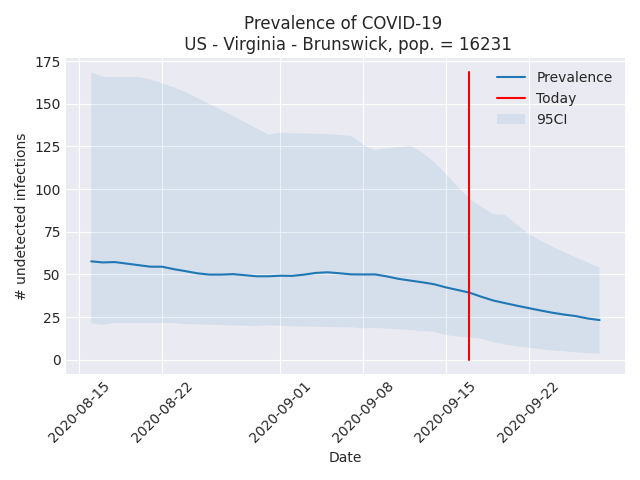 Prevalence of COVID-19
US - Virginia - Brunswick, pop. = 16231
175
150
125
100
75
50
25
0
# undetected infections
Prevalence
Today
95CI
2020-08-15
2020-08-22
2020-09-01
2020-09-08
2020-09-15
2020-09-22
Date